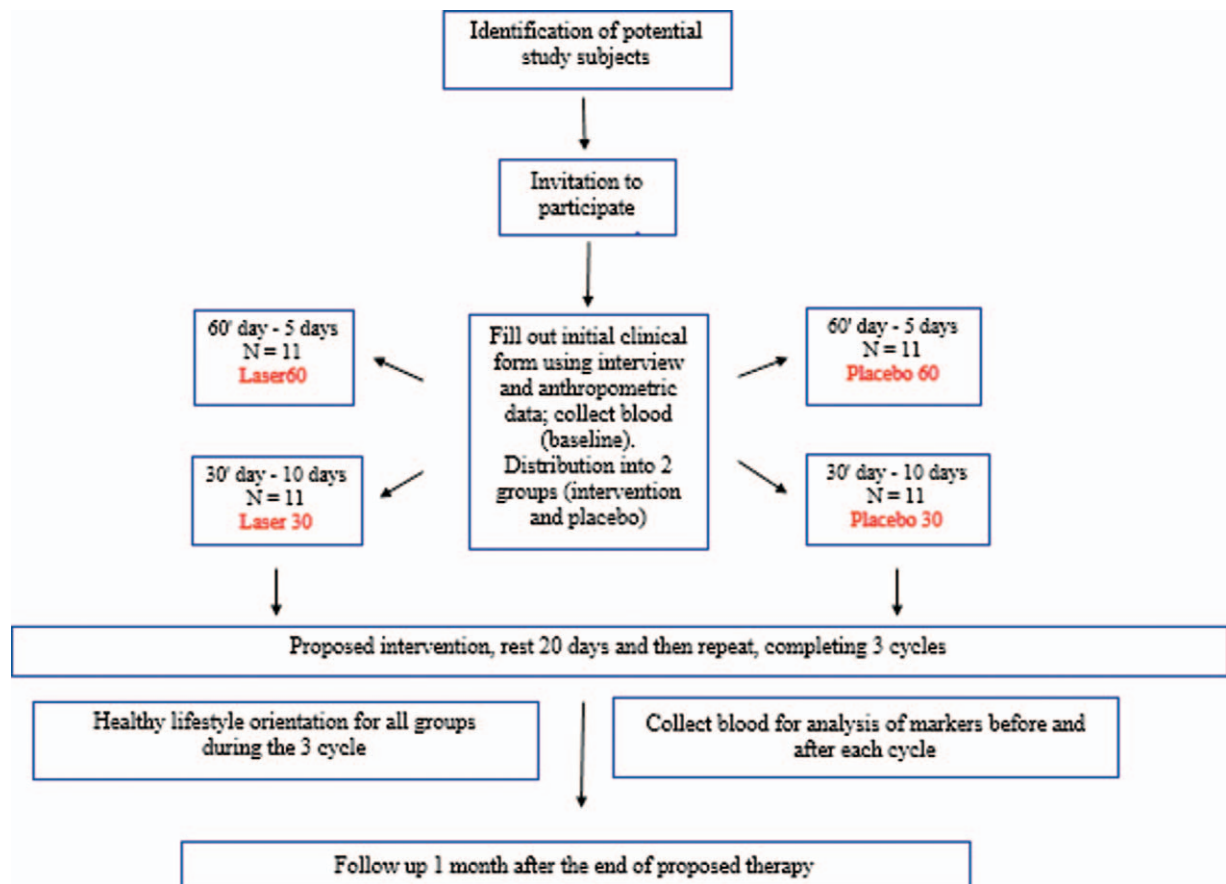 Identification of potential
study subjects
Invitation to
participate
60' day - 5 days
N = 11
Laser60
30' day - 10 days
N = 11
Laser 30
Fill out initial clinical
form using interview
and anthropometric
data; collect blood
(baseline).
Distribution into 2
groups (intervention
and placebo)
60' day - 5 days
N = 11
Placebo 60
30' day - 10 days
N = 11
Placebo 30
Proposed intervention, rest 20 days and then repeat, completing 3 cycles
Healthy lifestyle orientation for all groups
during the 3 cycle
Collect blood for analysis of markers before and
after each cycle
Follow up 1 month after the end of proposed therapy